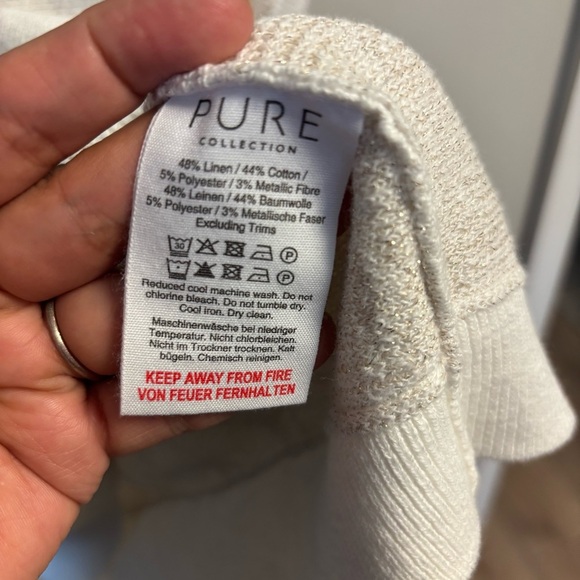 PURE
COLLECTION
48% Linen / 44% Cotton /
5% Polyester / 3% Metallic Fibre
48% Leinen / 44% Baumwolle
5% Polyester / 3% Metallische Faser
Excluding Trims
30 P
P
Reduced cool machine wash. Do not
chlorine bleach. Do not tumble dry.
Cool iron. Dry clean.
Maschinenwäsche bei niedriger
Temperatur. Nicht chlorbleichen.
Nicht im Trockner trocknen. Kalt
bügeln. Chemisch reinigen.
KEEP AWAY FROM FIRE
VON FEUER FERNHALTEN